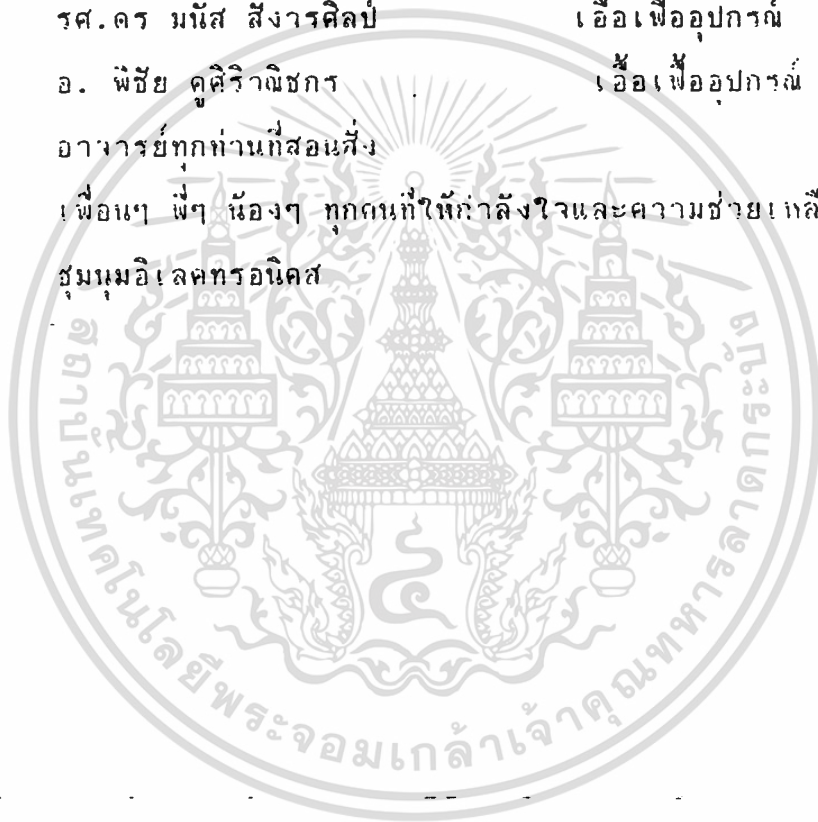 รศ.ดร มนัส สังวรศิลป์ เอื้อเฟื้ออุปกรณ์
อ. พิชัย ภูศิริวณิชกร เอื้อเฟื้ออุปกรณ์
อาจารย์ทุกท่านที่สอนสั่ง
เพื่อนๆ พี่ๆ น้องๆ ทุกคนที่ให้กำลังใจและความช่วยเหลื
ชุมนุมอิเลคทรอนิคส
สถาบันเทคโนโลยีพระจอมเกล้าเจ้าคุณทหารลาดกระบัง